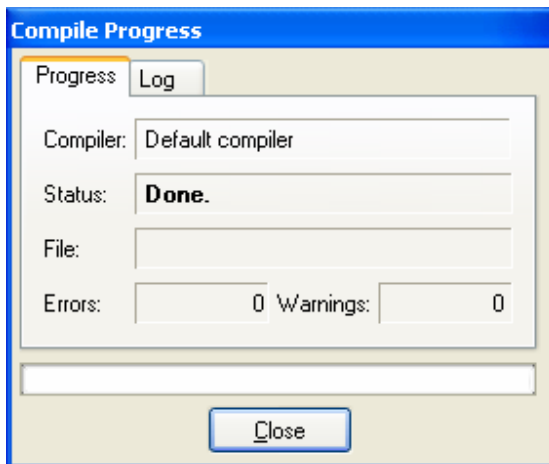 Compile Progress
Progress Log
Compiler: Default compiler
Status: Done.
File:
Errors: 0 Warnings: 0
Close